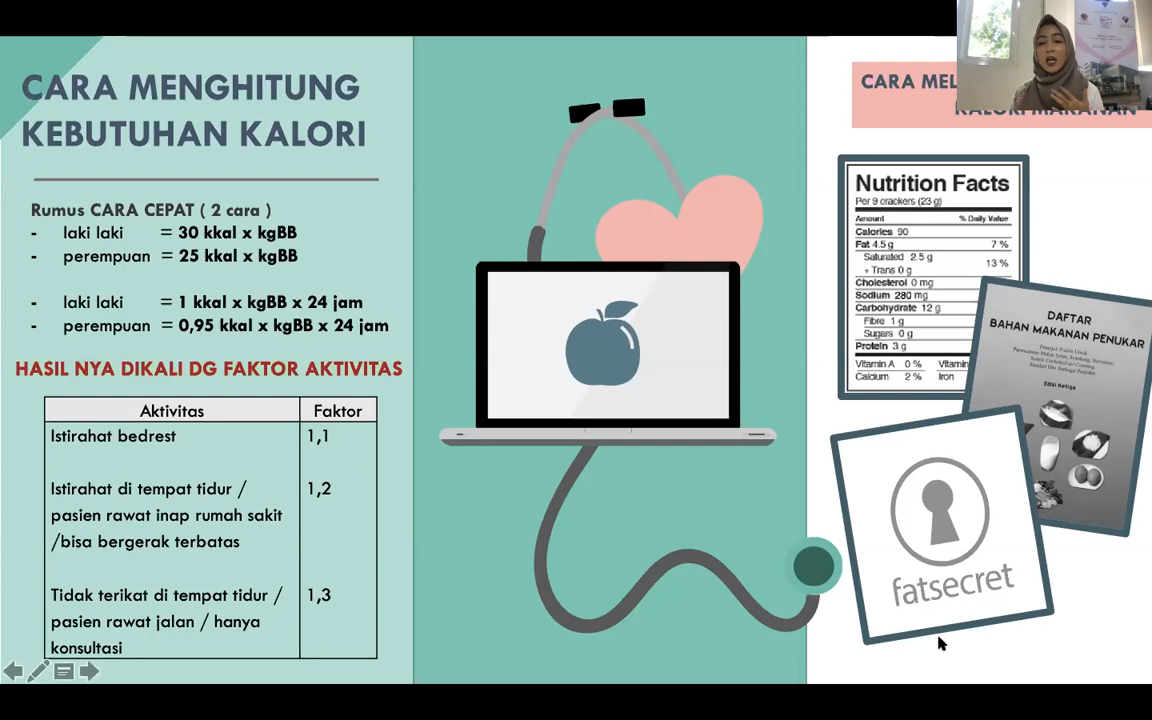 CARA MENGHITUNG
KEBUTUHAN KALORI
Rumus CARA CEPAT ( 2 cara )
- laki laki = 30 kkal x kgBB
- perempuan = 25 kkal x kgBB
- laki laki = 1 kkal x kgBB x 24 jam
- perempuan = 0,95 kkal x kgBB x 24 jam
HASIL NYA DIKALI DG FAKTOR AKTIVITAS
Aktivitas Faktor
Istirahat bedrest 1,1
Istirahat di tempat tidur / 1,2
pasien rawat inap rumah sakit
/bisa bergerak terbatas
Tidak terikat di tempat tidur / 1,3
pasien rawat jalan / hanya
konsultasi
CARA
KALORI MAKANAN
Nutrition Facts
Per 9 crackers (23 g)
Amount % Daily Value
Calories 90
Fat 4.5 g 7 %
Saturated 2.5 g 13 %
+ Trans 0 g
Cholesterol 0 mg
Sodium 280 mg
Carbohydrate 12 g
Fibre 1 g
Sugars 0 g
Protein 3 g
Vitamin A 0 % Vitamin
Calcium 2 % Iron
DAFTAR
BAHAN MAKANAN PENUKAR
Edisi Ketiga
fatsecret